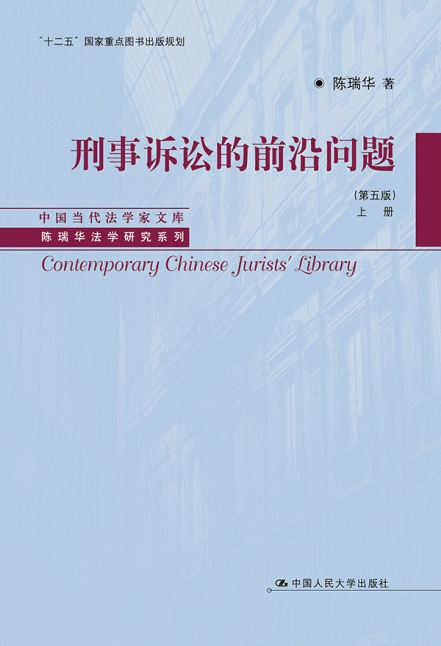 “十二五”国家重点图书出版规划
陈瑞华 著
刑事诉讼的前沿问题
(第五版)
上 册
中国当代法学家文库
陈瑞华法学研究系列
Contemporary Chinese Jurists' Library
中国人民大学出版社